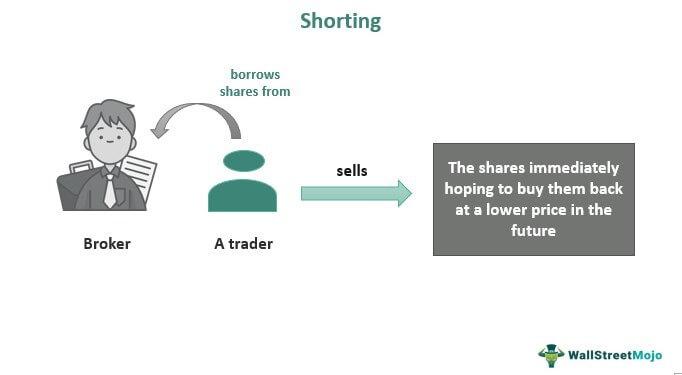 Shorting
borrows
shares from
sells
The shares immediately
hoping to buy them back
at a lower price in the
future
Broker
A trader
WallStreetMojo